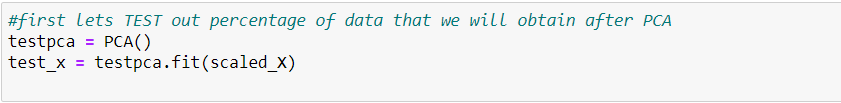 #first lets TEST out percentage of data that we will obtain after PCA
testpca = PCA()
test_x = testpca.fit(scaled_X)